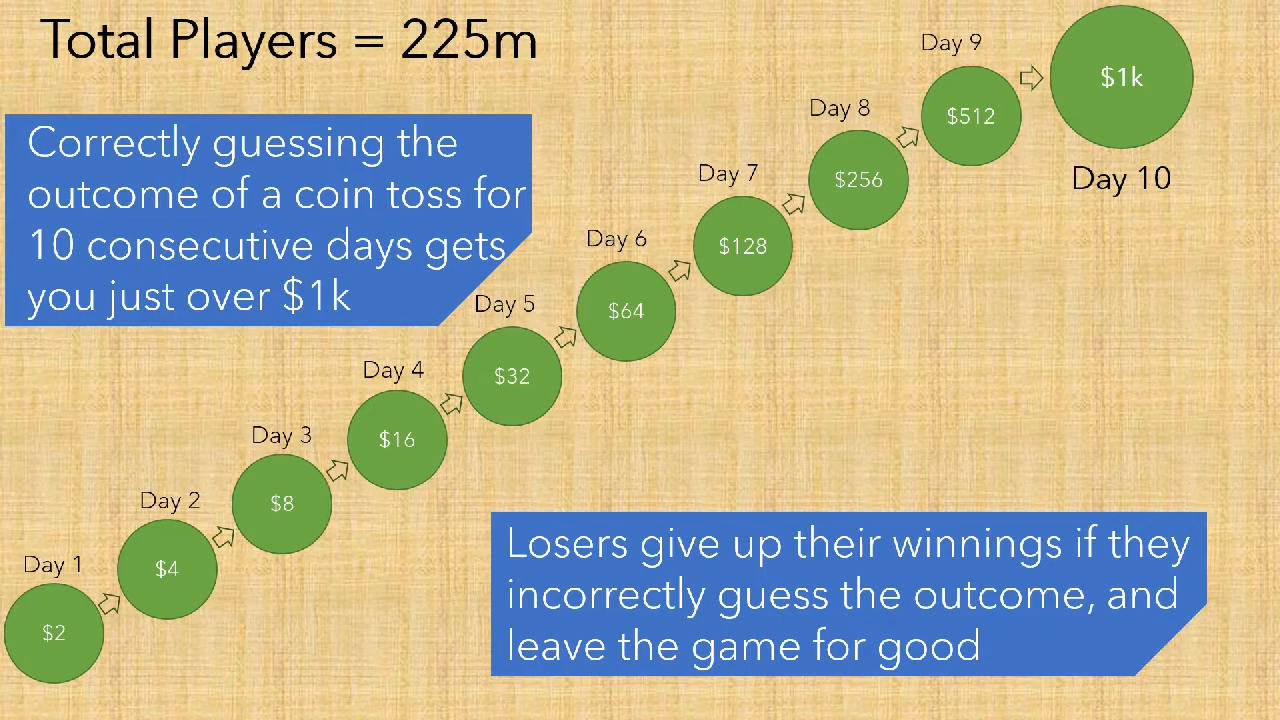 Total Players = 225m
Correctly guessing the
outcome of a coin toss for
10 consecutive days gets
you just over $1k
Day 1
$2
Day 2
$4
Day 3
$8
Day 4
$16
Day 5
$32
Day 6
$64
Day 7
$128
Day 8
$256
Day 9
$512
$1k
Day 10
Losers give up their winnings if they
incorrectly guess the outcome, and
leave the game for good